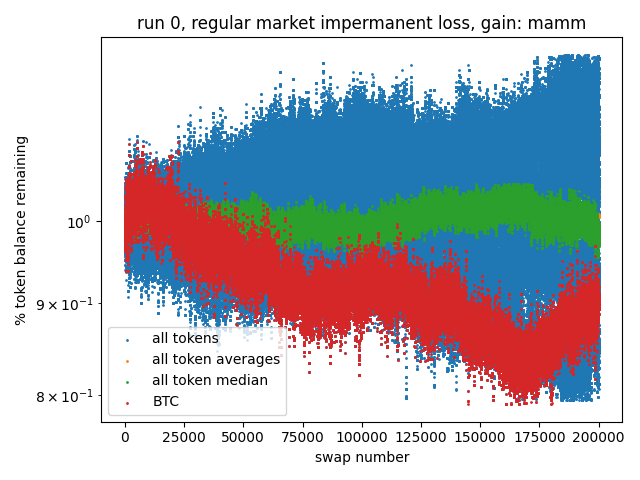 run 0, regular market impermanent loss, gain: mamm
% token balance remaining
10⁰
9 × 10⁻¹
8 × 10⁻¹
all tokens
all token averages
all token median
BTC
0 25000 50000 75000 100000 125000 150000 175000 200000
swap number